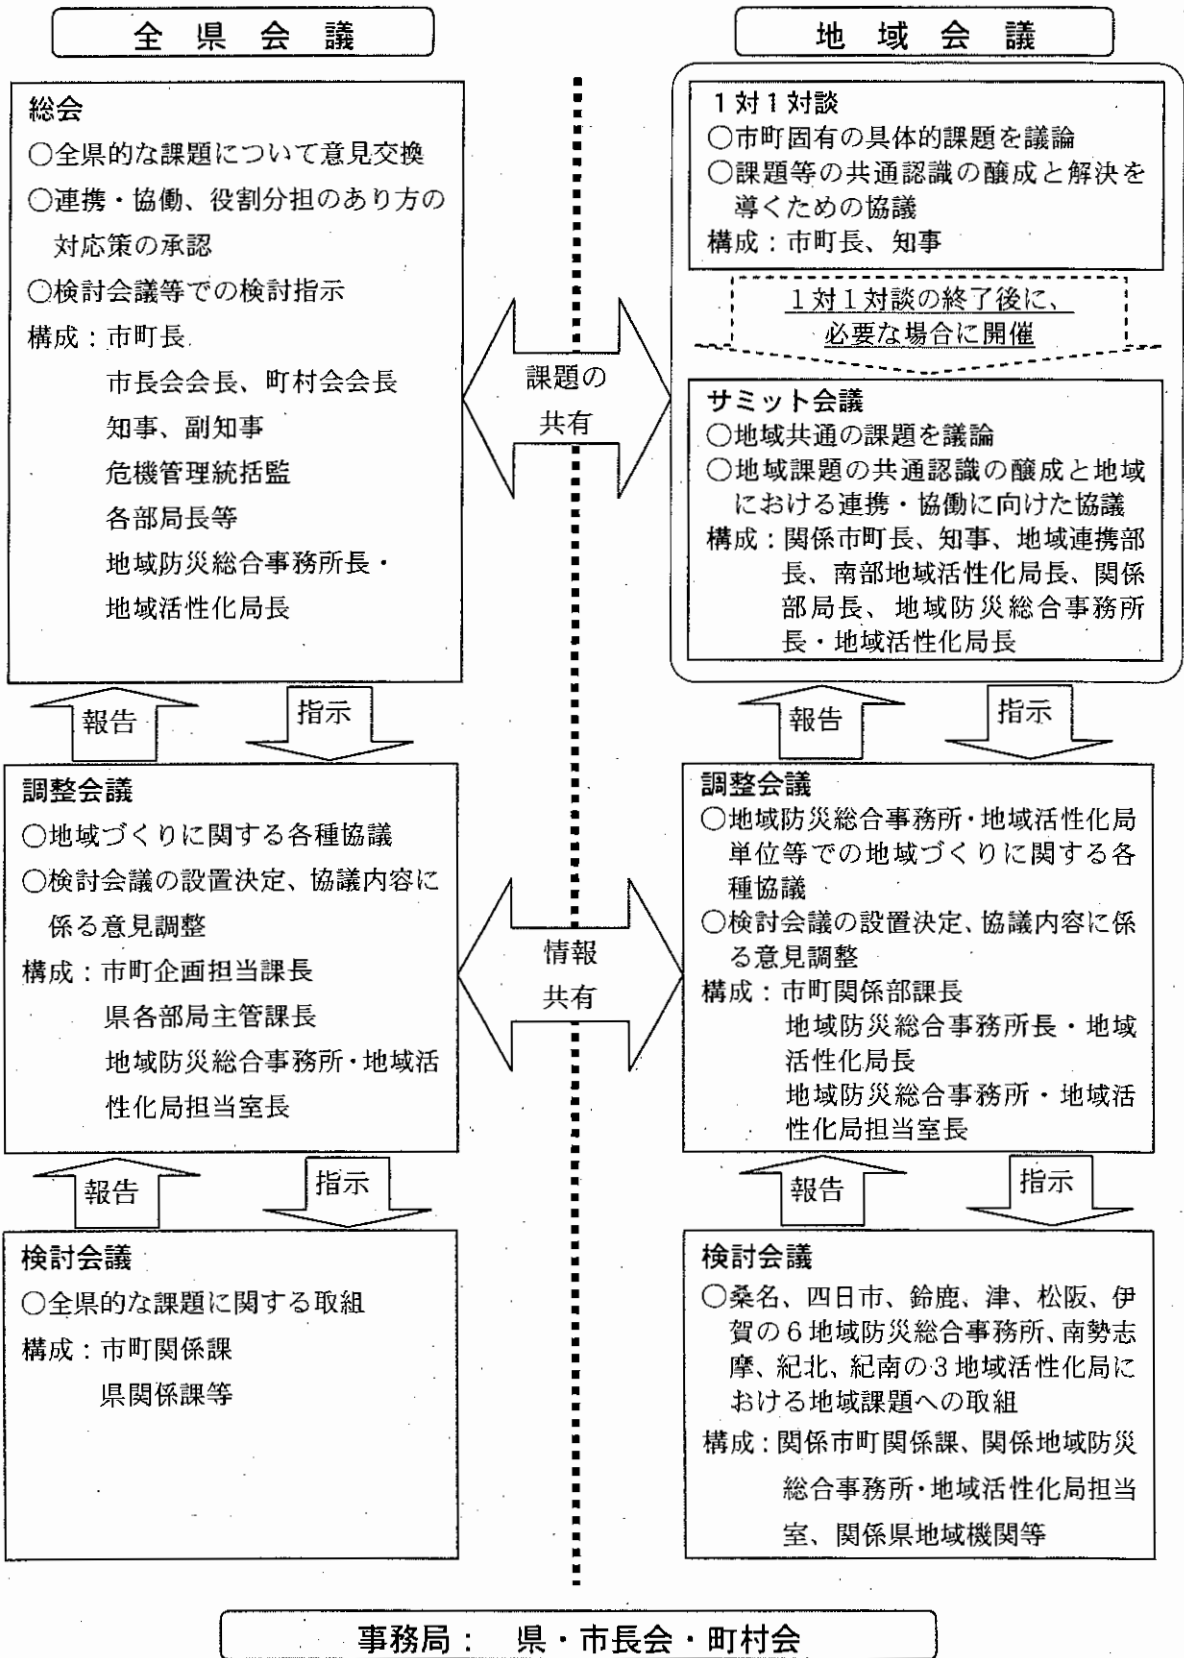 全県会議
総会
○全県的な課題について意見交換
○連携・協働、役割分担のあり方の
対応策の承認
○検討会議等での検討指示
構成：市町長
市長会会長、町村会会長
知事、副知事
危機管理統括監
各部局長等
地域防災総合事務所長・
地域活性化局長
報告
指示
調整会議
○地域づくりに関する各種協議
○検討会議の設置決定、協議内容に
係る意見調整
構成：市町企画担当課長
県各部局主管課長
地域防災総合事務所・地域活
性化局担当室長
報告
指示
検討会議
○全県的な課題に関する取組
構成：市町関係課
県関係課等
課題の
共有
情報
共有
地域会議
1対1対談
○市町固有の具体的課題を議論
○課題等の共通認識の醸成と解決を
導くための協議
構成：市町長、知事
1対1対談の終了後に、
必要な場合に開催
サミット会議
○地域共通の課題を議論
○地域課題の共通認識の醸成と地域
における連携・協働に向けた協議
構成：関係市町長、知事、地域連携部
長、南部地域活性化局長、関係
部局長、地域防災総合事務所
長・地域活性化局長
報告
指示
調整会議
○地域防災総合事務所・地域活性化局
単位等での地域づくりに関する各
種協議
○検討会議の設置決定、協議内容に係
る意見調整
構成：市町関係部課長
地域防災総合事務所長・地域
活性化局長
地域防災総合事務所・地域活
性化局担当室長
報告
指示
検討会議
○桑名、四日市、鈴鹿、津、松阪、伊
賀の6地域防災総合事務所、南勢志
摩、紀北、紀南の3地域活性化局に
おける地域課題への取組
構成：関係市町関係課、関係地域防災
総合事務所・地域活性化局担当
室、関係県地域機関等
事務局： 県・市長会・町村会